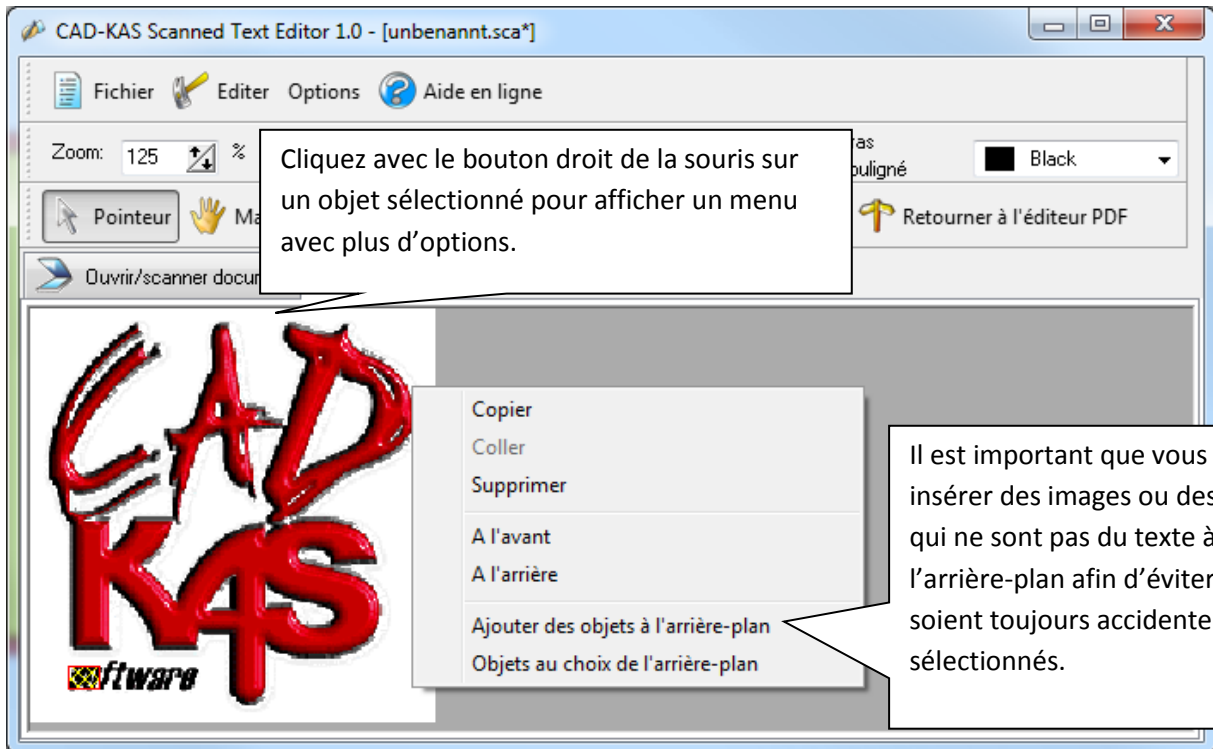 CAD-KAS Scanned Text Editor 1.0 - [unbenannt.sca*]
Fichier Editer Options Aide en ligne
Zoom: 125 %
Black
Pointeur
Retourner à l'éditeur PDF
Ouvrir/scanner
Cliquez avec le bouton droit de la souris sur
un objet sélectionné pour afficher un menu
avec plus d’options.
CAD
KAS
Copier
Coller
Supprimer
A l'avant
A l'arrière
Ajouter des objets à l'arrière-plan
Objets au choix de l'arrière-plan
Il est important que vous
insérer des images ou des
qui ne sont pas du texte à
l’arrière-plan afin d’éviter
soient toujours
sélectionnés.